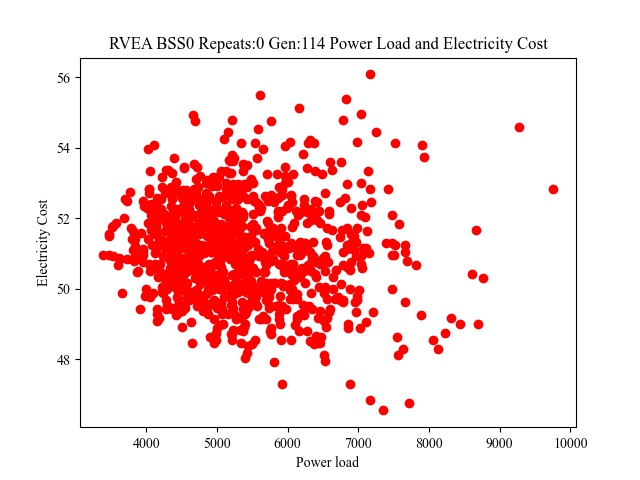 RVEA BSS0 Repeats:0 Gen:114 Power Load and Electricity Cost
56
54
52
50
48
Electricity Cost
4000 5000 6000 7000 8000 9000 10000
Power load